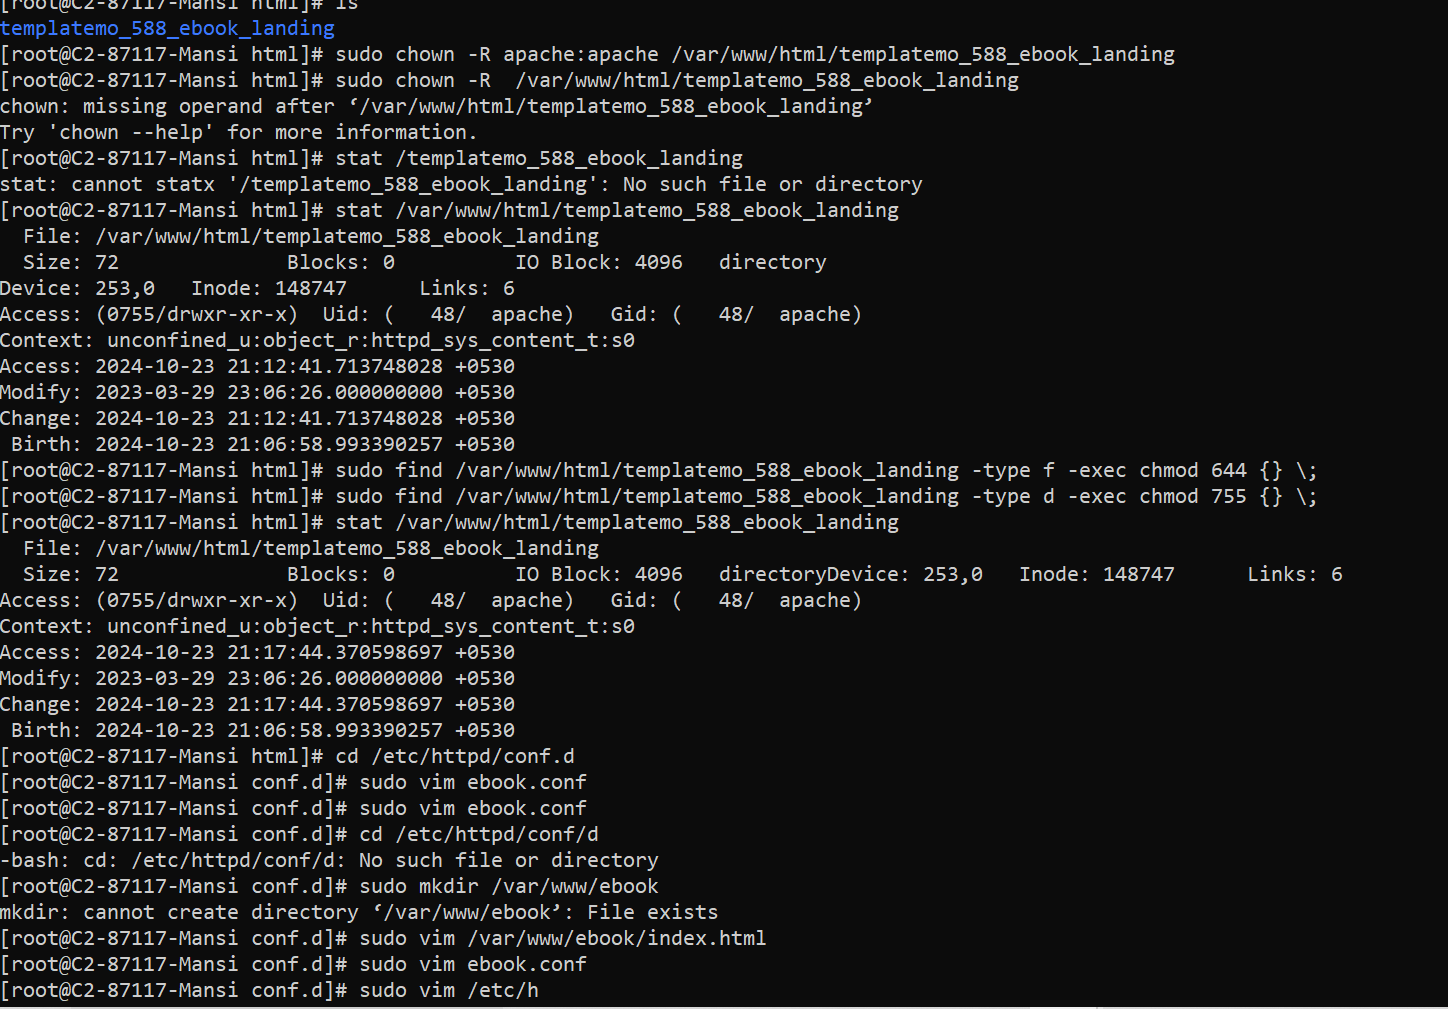 [root@C2-87117-Mansi html]# ls
templatemo_588_ebook_landing
[root@C2-87117-Mansi html]# sudo chown -R apache:apache /var/www/html/templatemo_588_ebook_landing
[root@C2-87117-Mansi html]# sudo chown -R  /var/www/html/templatemo_588_ebook_landing
chown: missing operand after ‘/var/www/html/templatemo_588_ebook_landing’
Try 'chown --help' for more information.
[root@C2-87117-Mansi html]# stat /templatemo_588_ebook_landing
stat: cannot statx '/templatemo_588_ebook_landing': No such file or directory
[root@C2-87117-Mansi html]# stat /var/www/html/templatemo_588_ebook_landing
  File: /var/www/html/templatemo_588_ebook_landing
  Size: 72              Blocks: 0          IO Block: 4096   directory
Device: 253,0   Inode: 148747      Links: 6
Access: (0755/drwxr-xr-x)  Uid: (   48/  apache)   Gid: (   48/  apache)
Context: unconfined_u:object_r:httpd_sys_content_t:s0
Access: 2024-10-23 21:12:41.713748028 +0530
Modify: 2023-03-29 23:06:26.000000000 +0530
Change: 2024-10-23 21:12:41.713748028 +0530
 Birth: 2024-10-23 21:06:58.993390257 +0530
[root@C2-87117-Mansi html]# sudo find /var/www/html/templatemo_588_ebook_landing -type f -exec chmod 644 {} \;
[root@C2-87117-Mansi html]# sudo find /var/www/html/templatemo_588_ebook_landing -type d -exec chmod 755 {} \;
[root@C2-87117-Mansi html]# stat /var/www/html/templatemo_588_ebook_landing
  File: /var/www/html/templatemo_588_ebook_landing
  Size: 72              Blocks: 0          IO Block: 4096   directoryDevice: 253,0   Inode: 148747      Links: 6
Access: (0755/drwxr-xr-x)  Uid: (   48/  apache)   Gid: (   48/  apache)
Context: unconfined_u:object_r:httpd_sys_content_t:s0
Access: 2024-10-23 21:17:44.370598697 +0530
Modify: 2023-03-29 23:06:26.000000000 +0530
Change: 2024-10-23 21:17:44.370598697 +0530
 Birth: 2024-10-23 21:06:58.993390257 +0530
[root@C2-87117-Mansi html]# cd /etc/httpd/conf.d
[root@C2-87117-Mansi conf.d]# sudo vim ebook.conf
[root@C2-87117-Mansi conf.d]# sudo vim ebook.conf
[root@C2-87117-Mansi conf.d]# cd /etc/httpd/conf/d
-bash: cd: /etc/httpd/conf/d: No such file or directory
[root@C2-87117-Mansi conf.d]# sudo mkdir /var/www/ebook
mkdir: cannot create directory ‘/var/www/ebook’: File exists
[root@C2-87117-Mansi conf.d]# sudo vim /var/www/ebook/index.html
[root@C2-87117-Mansi conf.d]# sudo vim ebook.conf
[root@C2-87117-Mansi conf.d]# sudo vim /etc/h